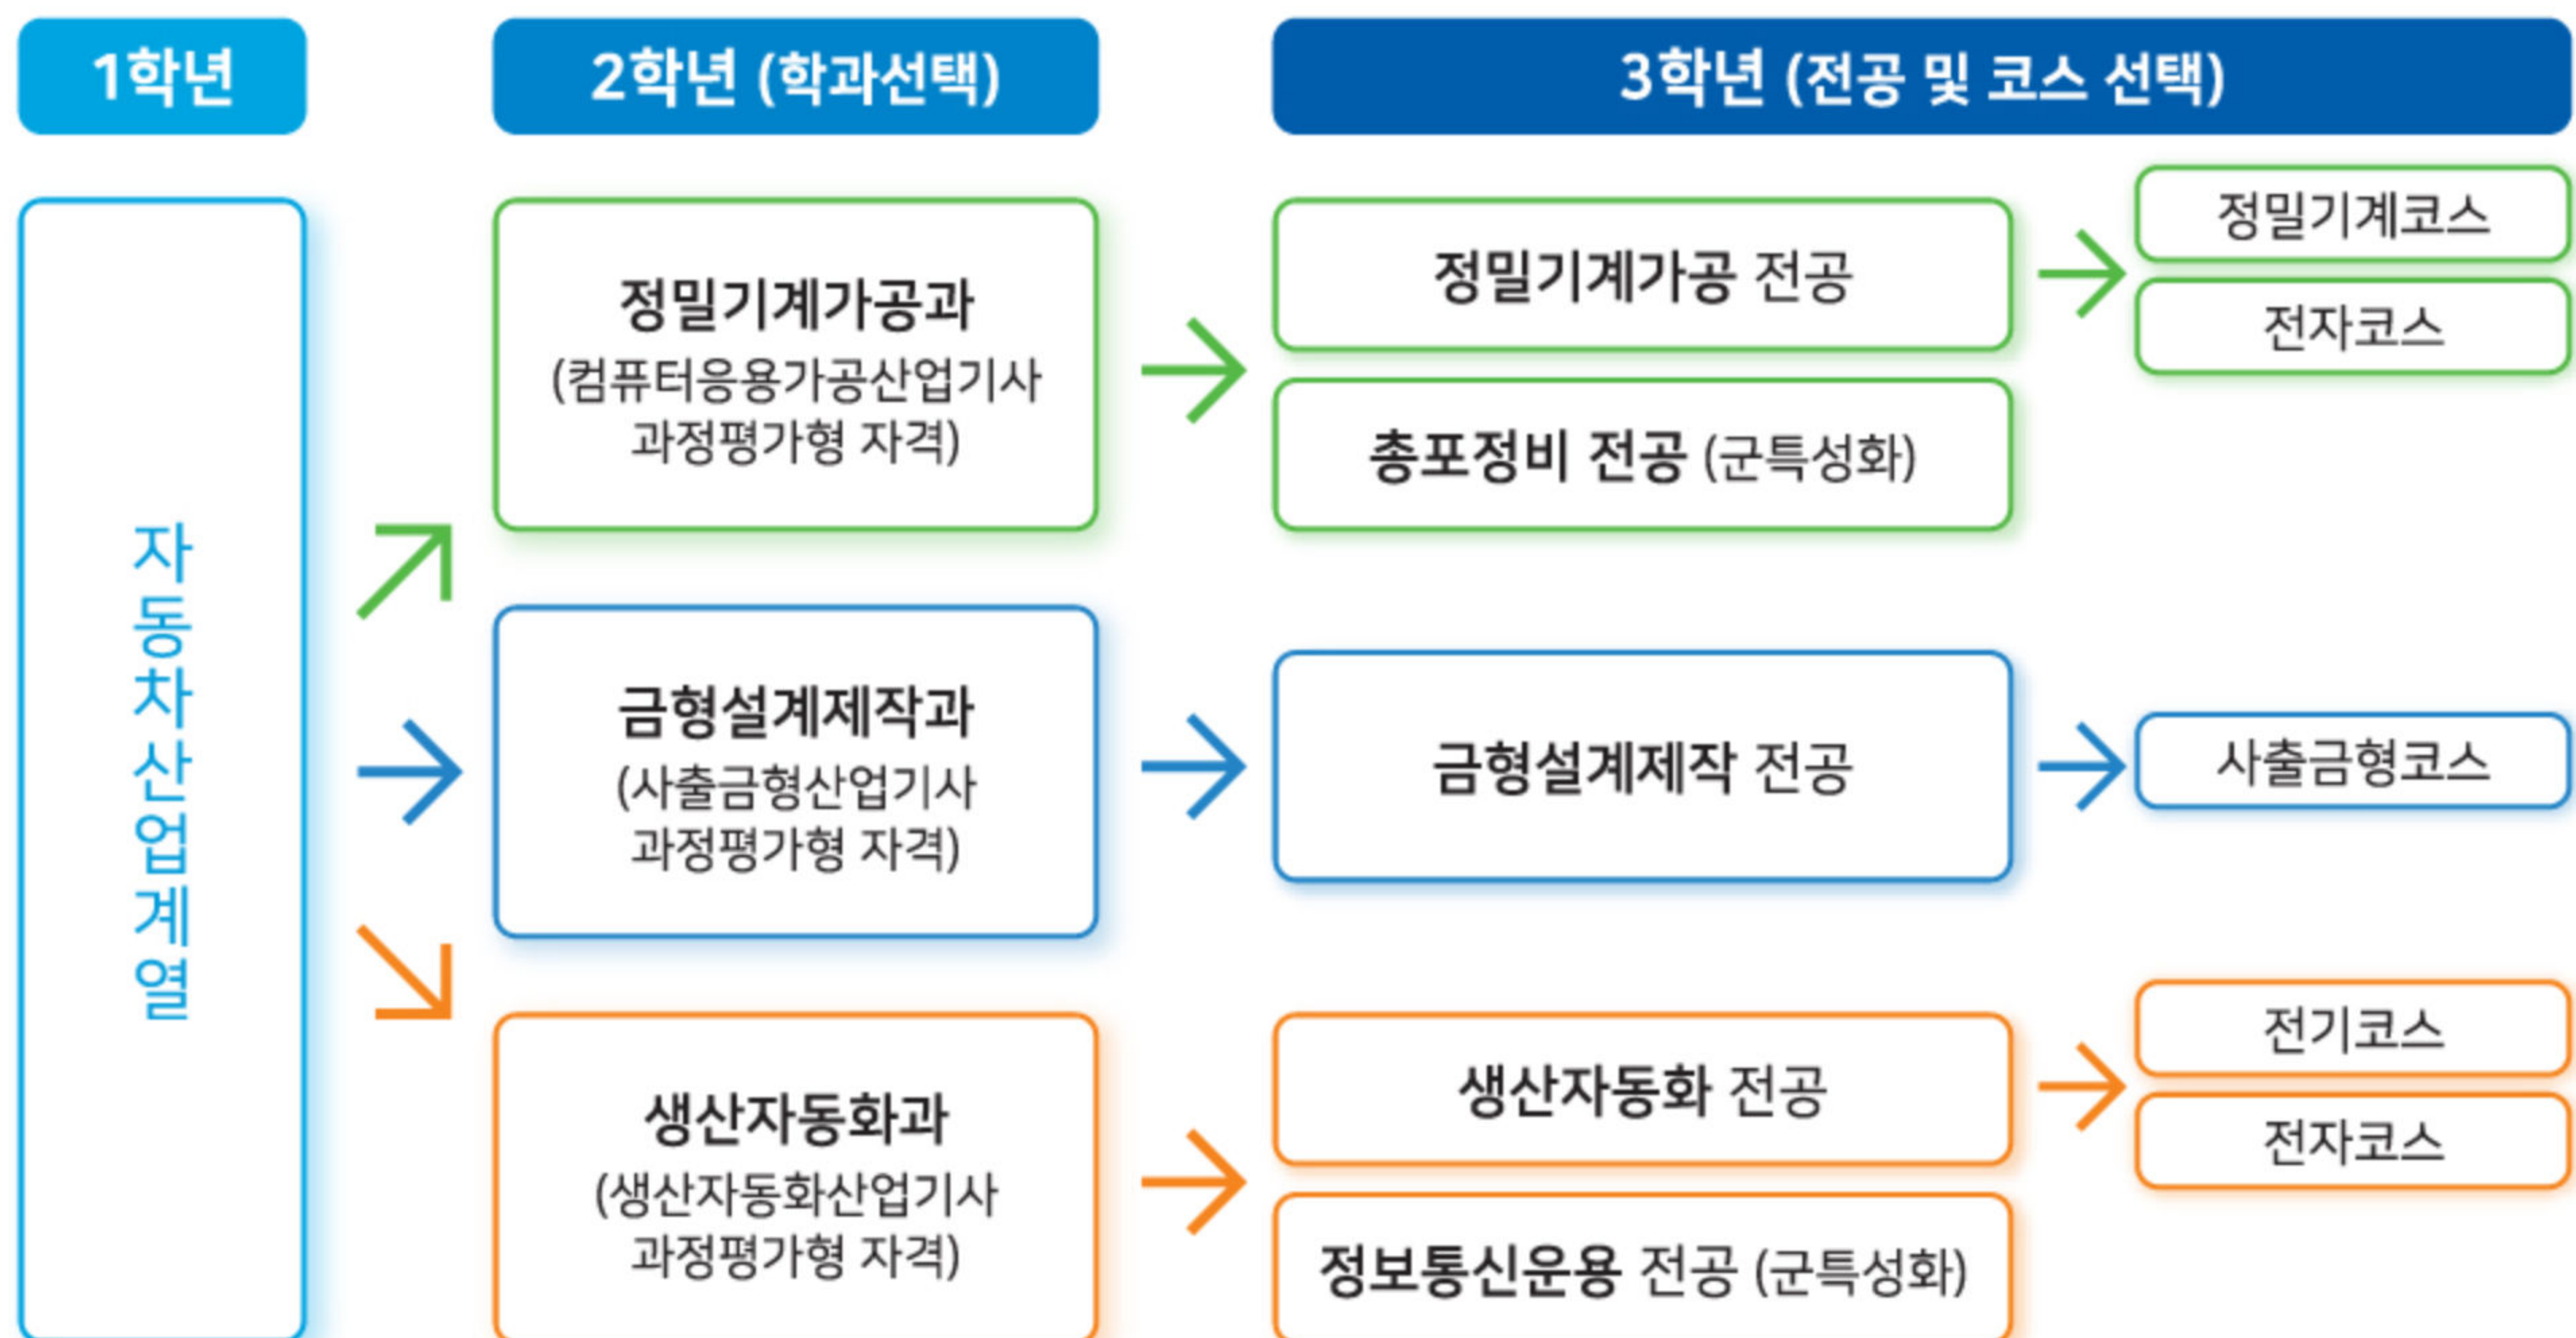 1학년
2학년 (학과선택)
3학년 (전공 및 코스 선택)
자동차산업계열
정밀기계가공과
(컴퓨터응용가공산업기사
과정평가형 자격)
정밀기계가공 전공
정밀기계코스
전자코스
총포정비 전공 (군특성화)
금형설계제작과
(사출금형산업기사
과정평가형 자격)
금형설계제작 전공
사출금형코스
생산자동화과
(생산자동화산업기사
과정평가형 자격)
생산자동화 전공
전기코스
전자코스
정보통신운용 전공 (군특성화)